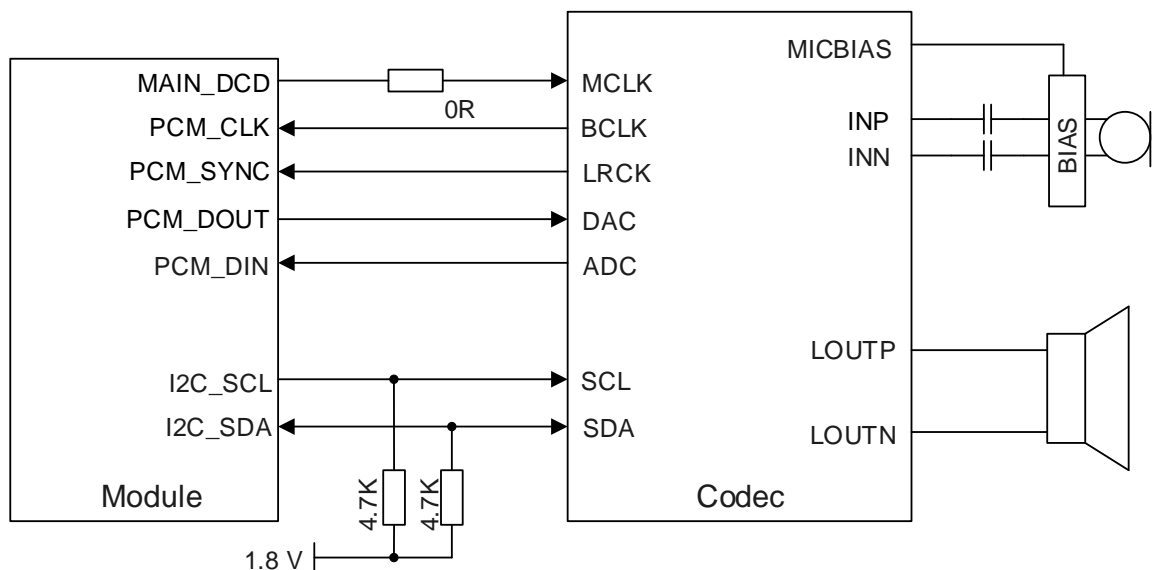 MAIN_DCD
PCM_CLK
PCM_SYNC
PCM_DOUT
PCM_DIN
I2C_SCL
I2C_SDA
Module
0R
4.7K
4.7K
1.8 V
MCLK
BCLK
LRCK
DAC
ADC
SCL
SDA
Codec
MICBIAS
INP
INN
LOUTP
LOUTN
BIAS